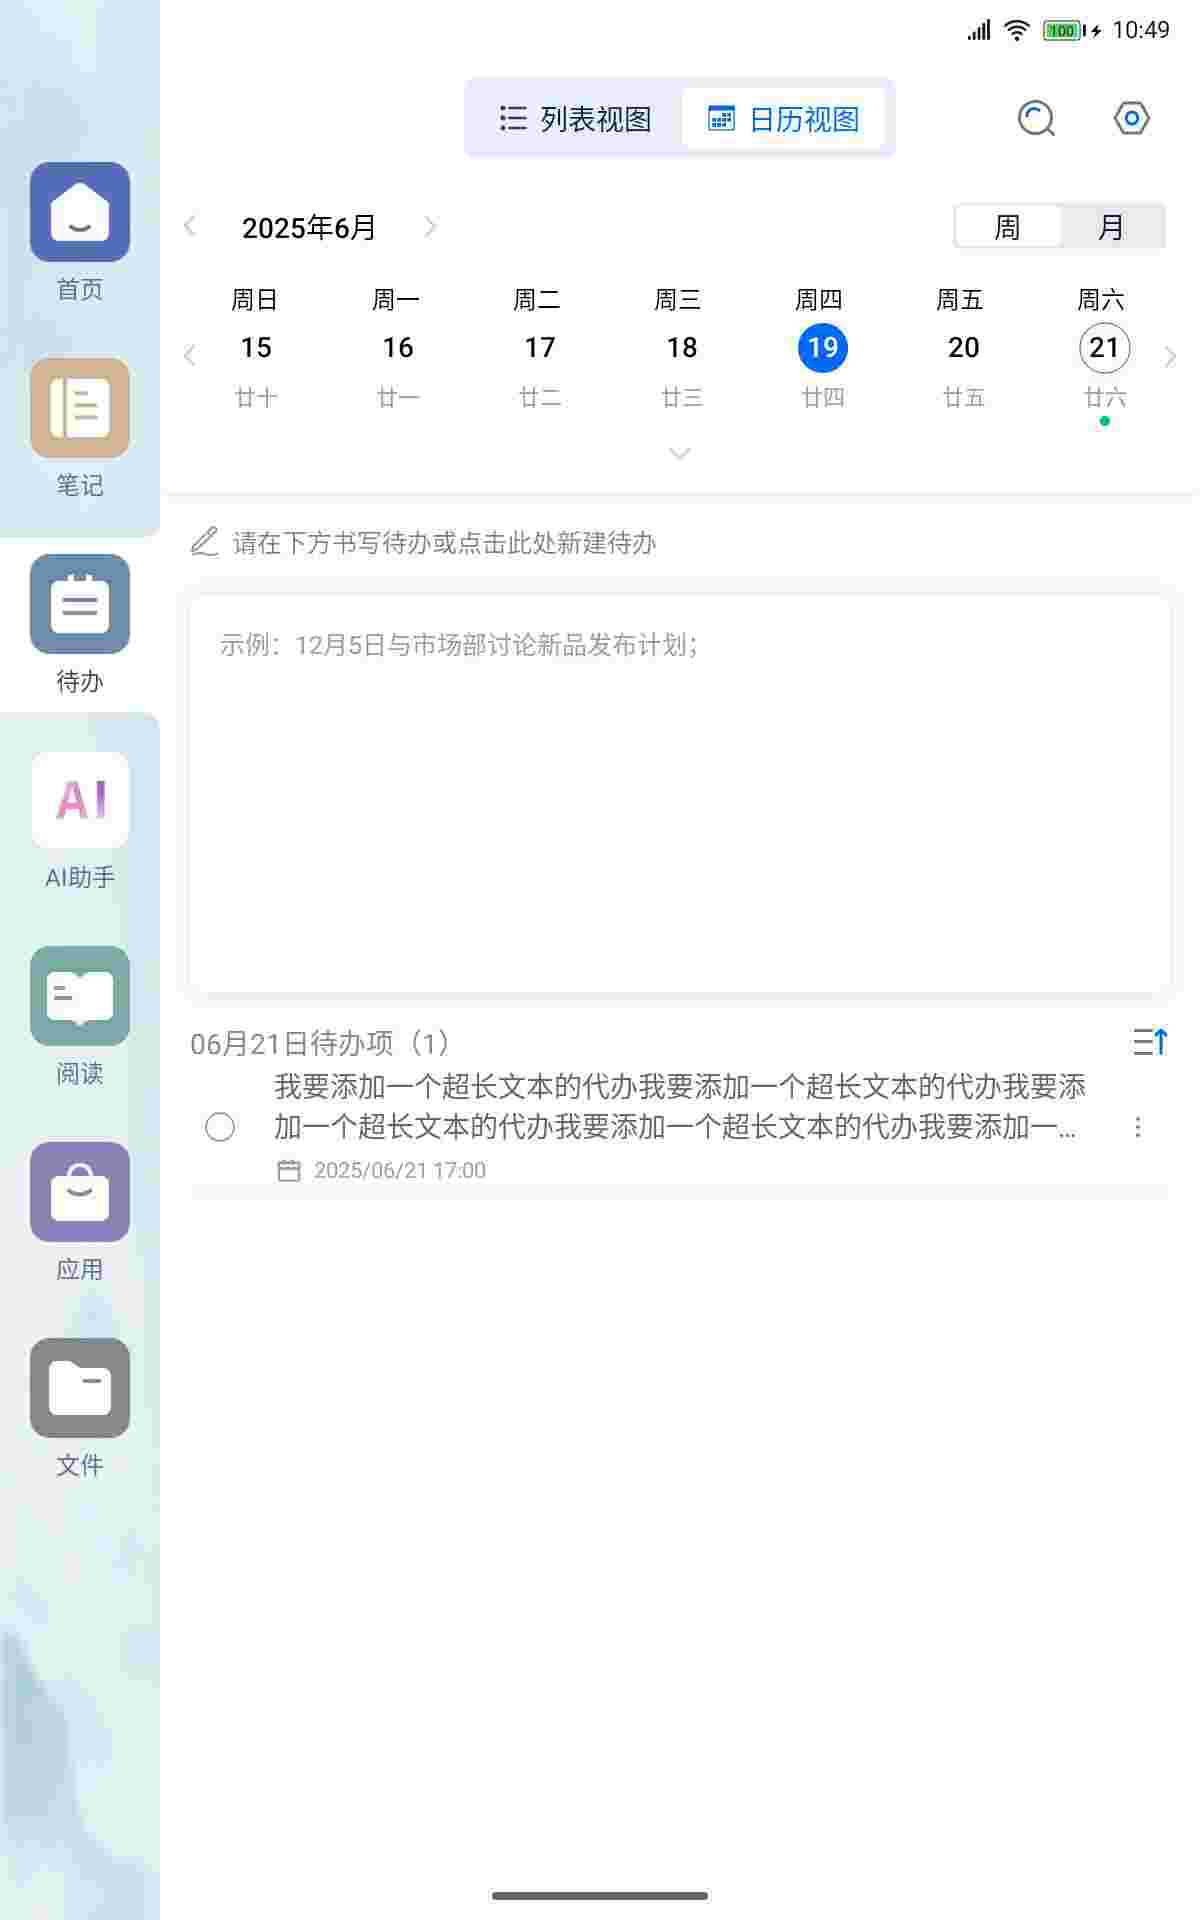 100 10:49
列表视图 日历视图
2025年6月
周 月
周日 周一 周二 周三 周四 周五 周六
15 16 17 18 19 20 21
廿十 廿一 廿二 廿三 廿四 廿五 廿六
请在下方书写待办或点击此处新建待办
示例：12月5日与市场部讨论新品发布计划；
06月21日待办项（1）
我要添加一个超长文本的代办我要添加一个超长文本的代办我要添
加一个超长文本的代办我要添加一个超长文本的代办我要添加一...
2025/06/21 17:00
首页
笔记
待办
AI
AI助手
阅读
应用
文件